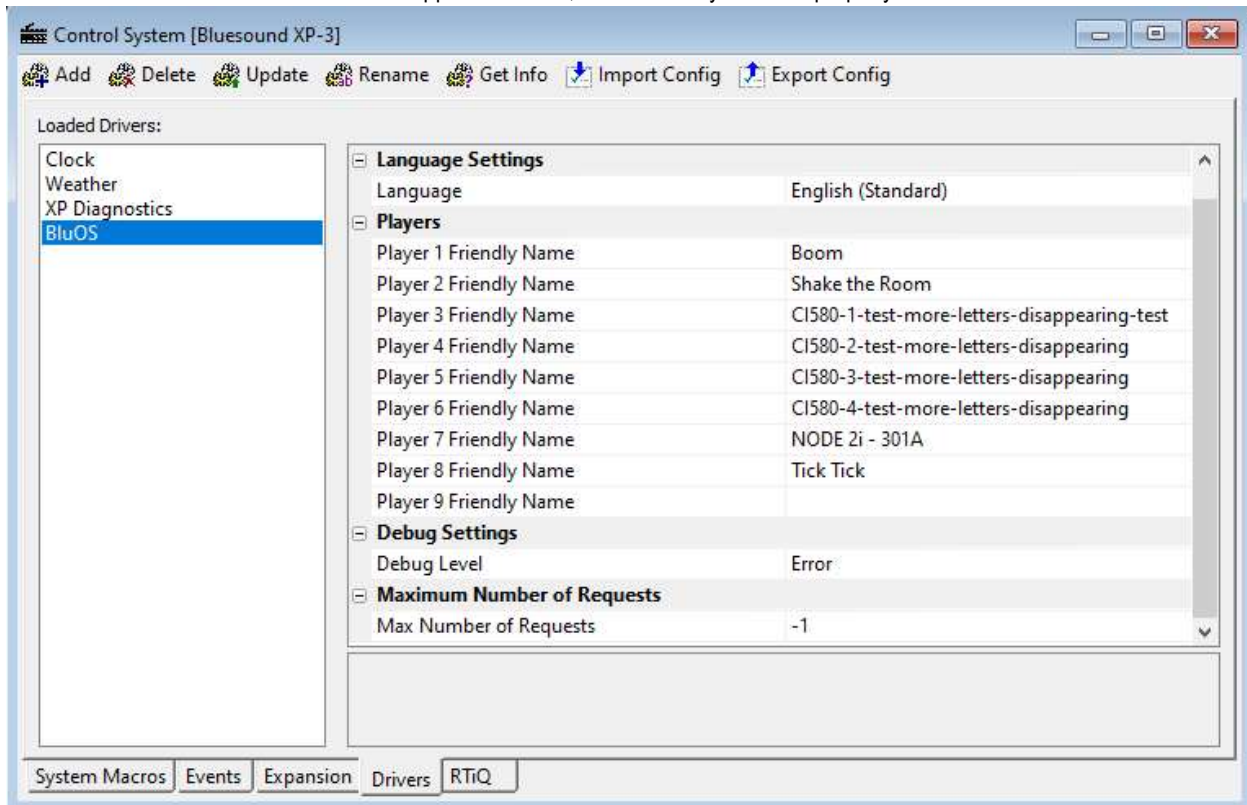 Control System [Bluesound XP-3]
Add Delete Update Rename Get Info Import Config Export Config
Loaded Drivers:
Clock
Weather
XP Diagnostics
BluOS
Language Settings
Language English (Standard)
Players
Player 1 Friendly Name Boom
Player 2 Friendly Name Shake the Room
Player 3 Friendly Name CI580-1-test-more-letters-disappearing-test
Player 4 Friendly Name CI580-2-test-more-letters-disappearing
Player 5 Friendly Name CI580-3-test-more-letters-disappearing
Player 6 Friendly Name CI580-4-test-more-letters-disappearing
Player 7 Friendly Name NODE 2i - 301A
Player 8 Friendly Name Tick Tick
Player 9 Friendly Name
Debug Settings
Debug Level Error
Maximum Number of Requests
Max Number of Requests -1
System Macros Events Expansion Drivers RTiQ